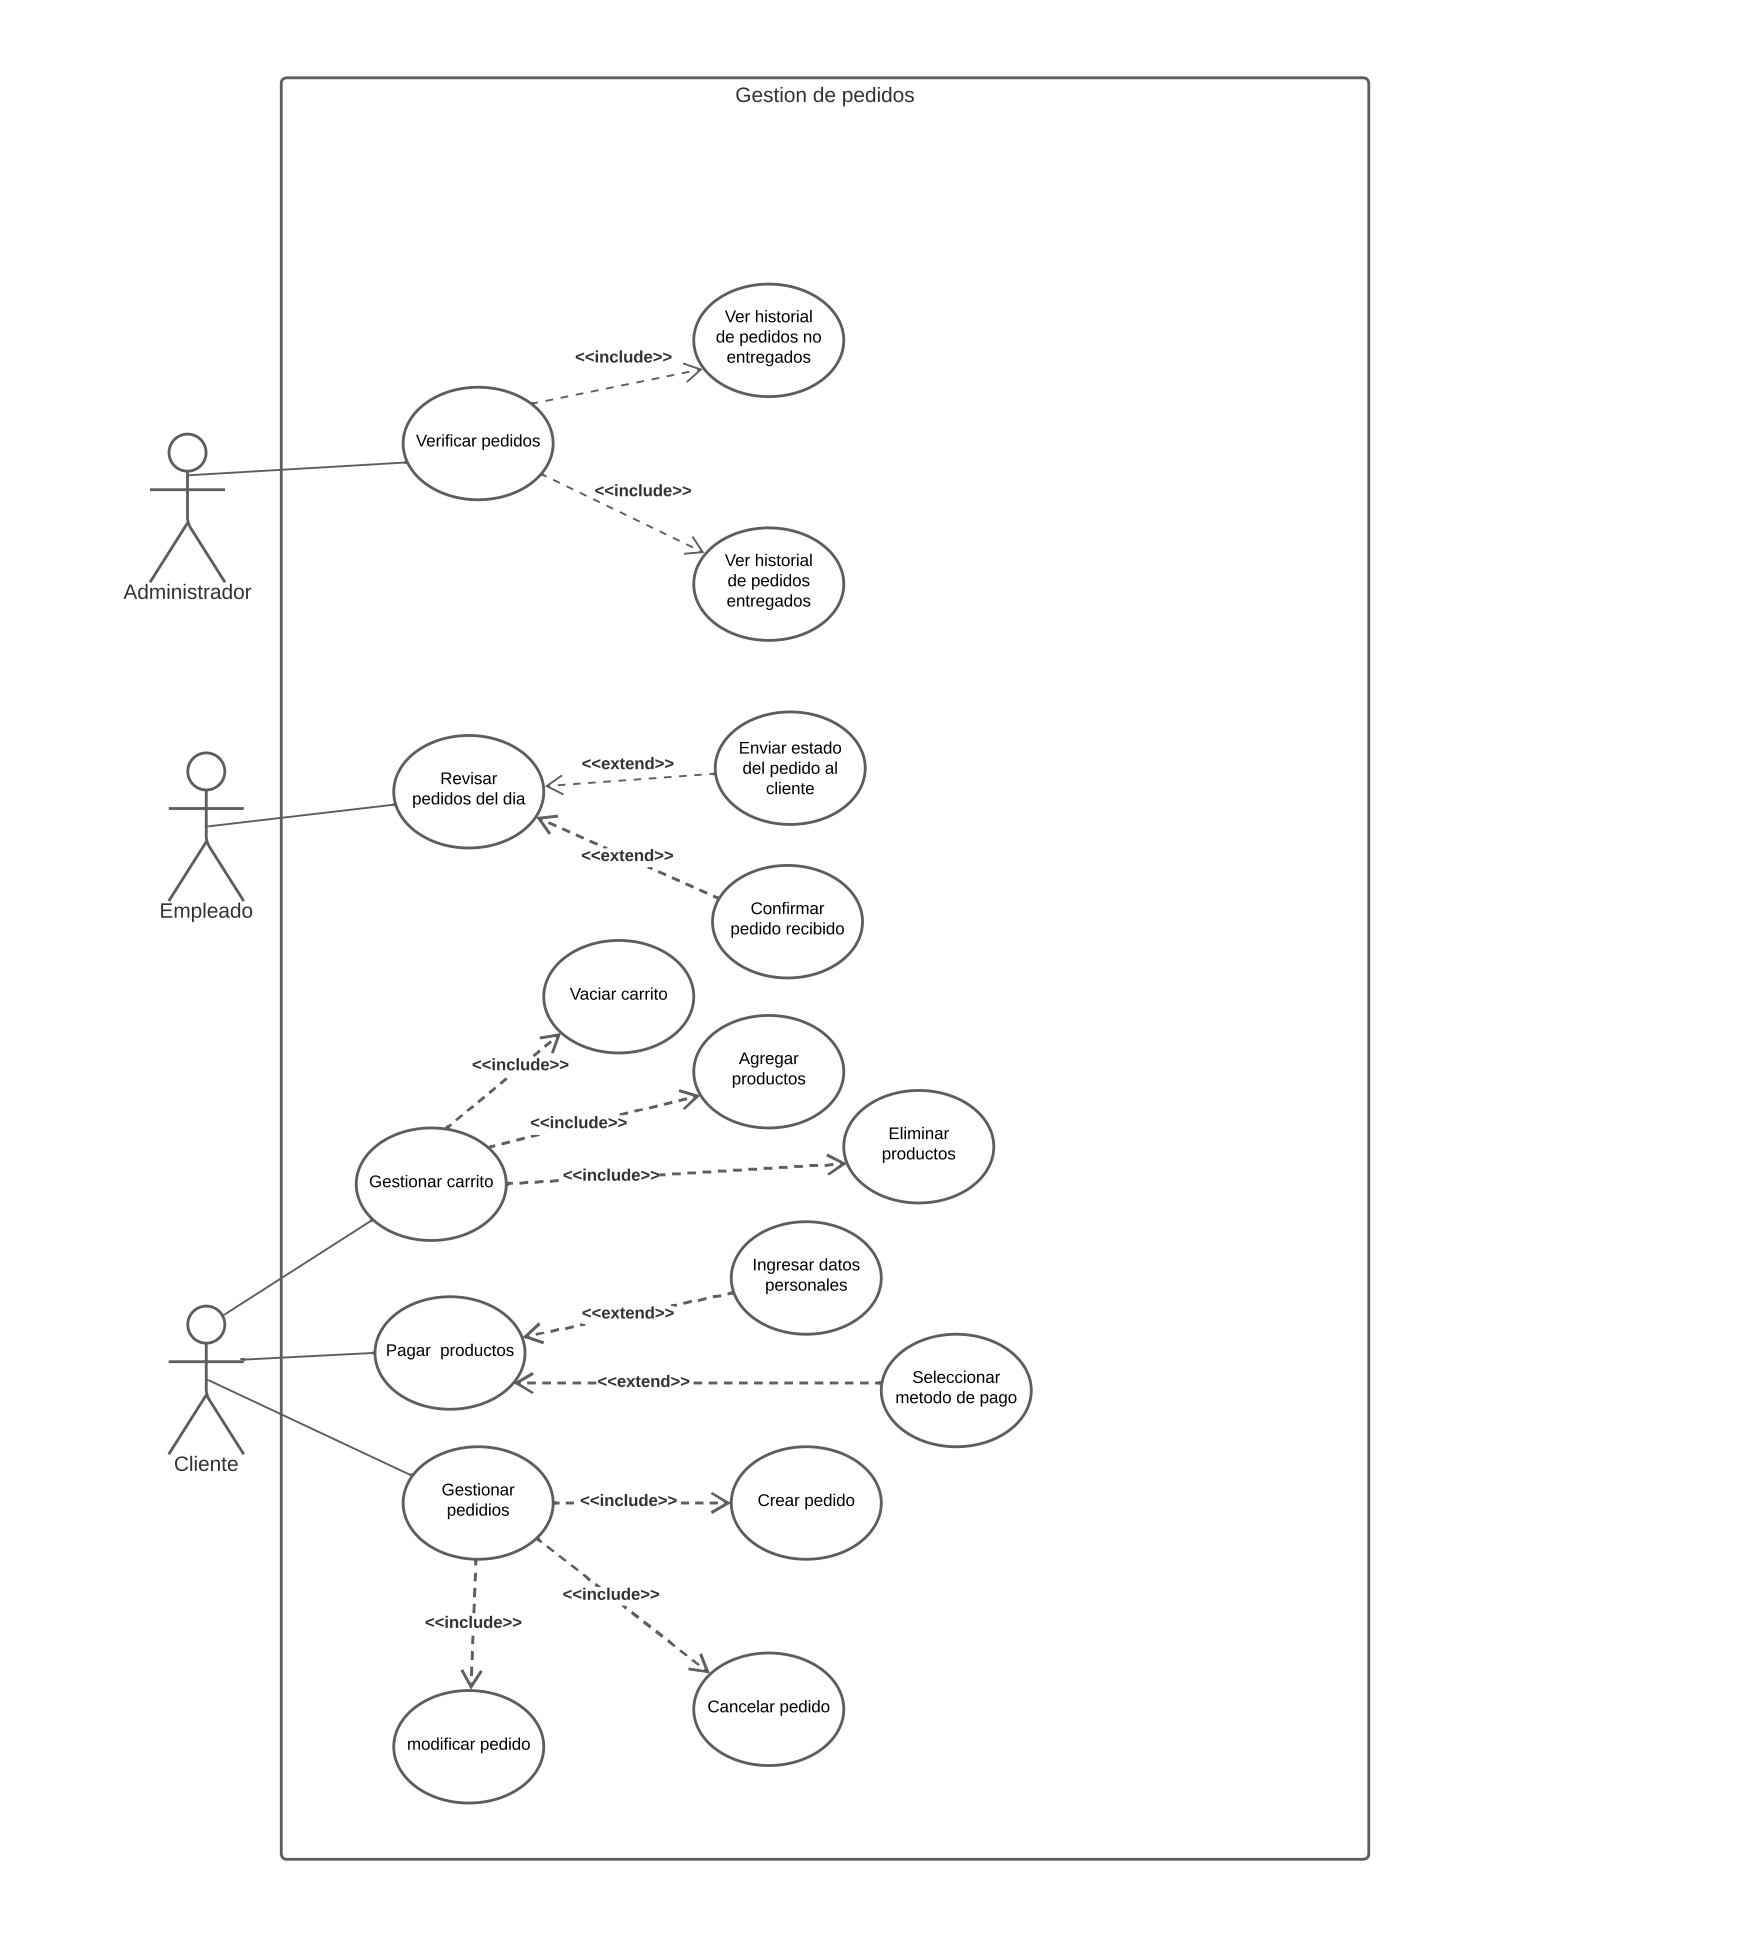 Gestion de pedidos
Ver historial
de pedidos no
entregados
<<include>>
Verificar pedidos
<<include>>
Ver historial
de pedidos
entregados
Administrador
Enviar estado
del pedido al
cliente
<<extend>>
Revisar
pedidos del dia
<<extend>>
Confirmar
pedido recibido
Empleado
Vaciar carrito
<<include>>
Agregar
productos
<<include>>
Eliminar
productos
<<include>>
Gestionar carrito
Ingresar datos
personales
<<extend>>
Pagar  productos
<<extend>>
Seleccionar
metodo de pago
Cliente
Gestionar
pedidios
<<include>>
Crear pedido
<<include>>
<<include>>
Cancelar pedido
modificar pedido